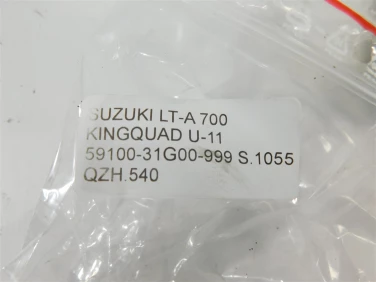 SUZUKI LT-A 700
KINGQUAD U-11
59100-31G00-999 S.1055
QZH.540